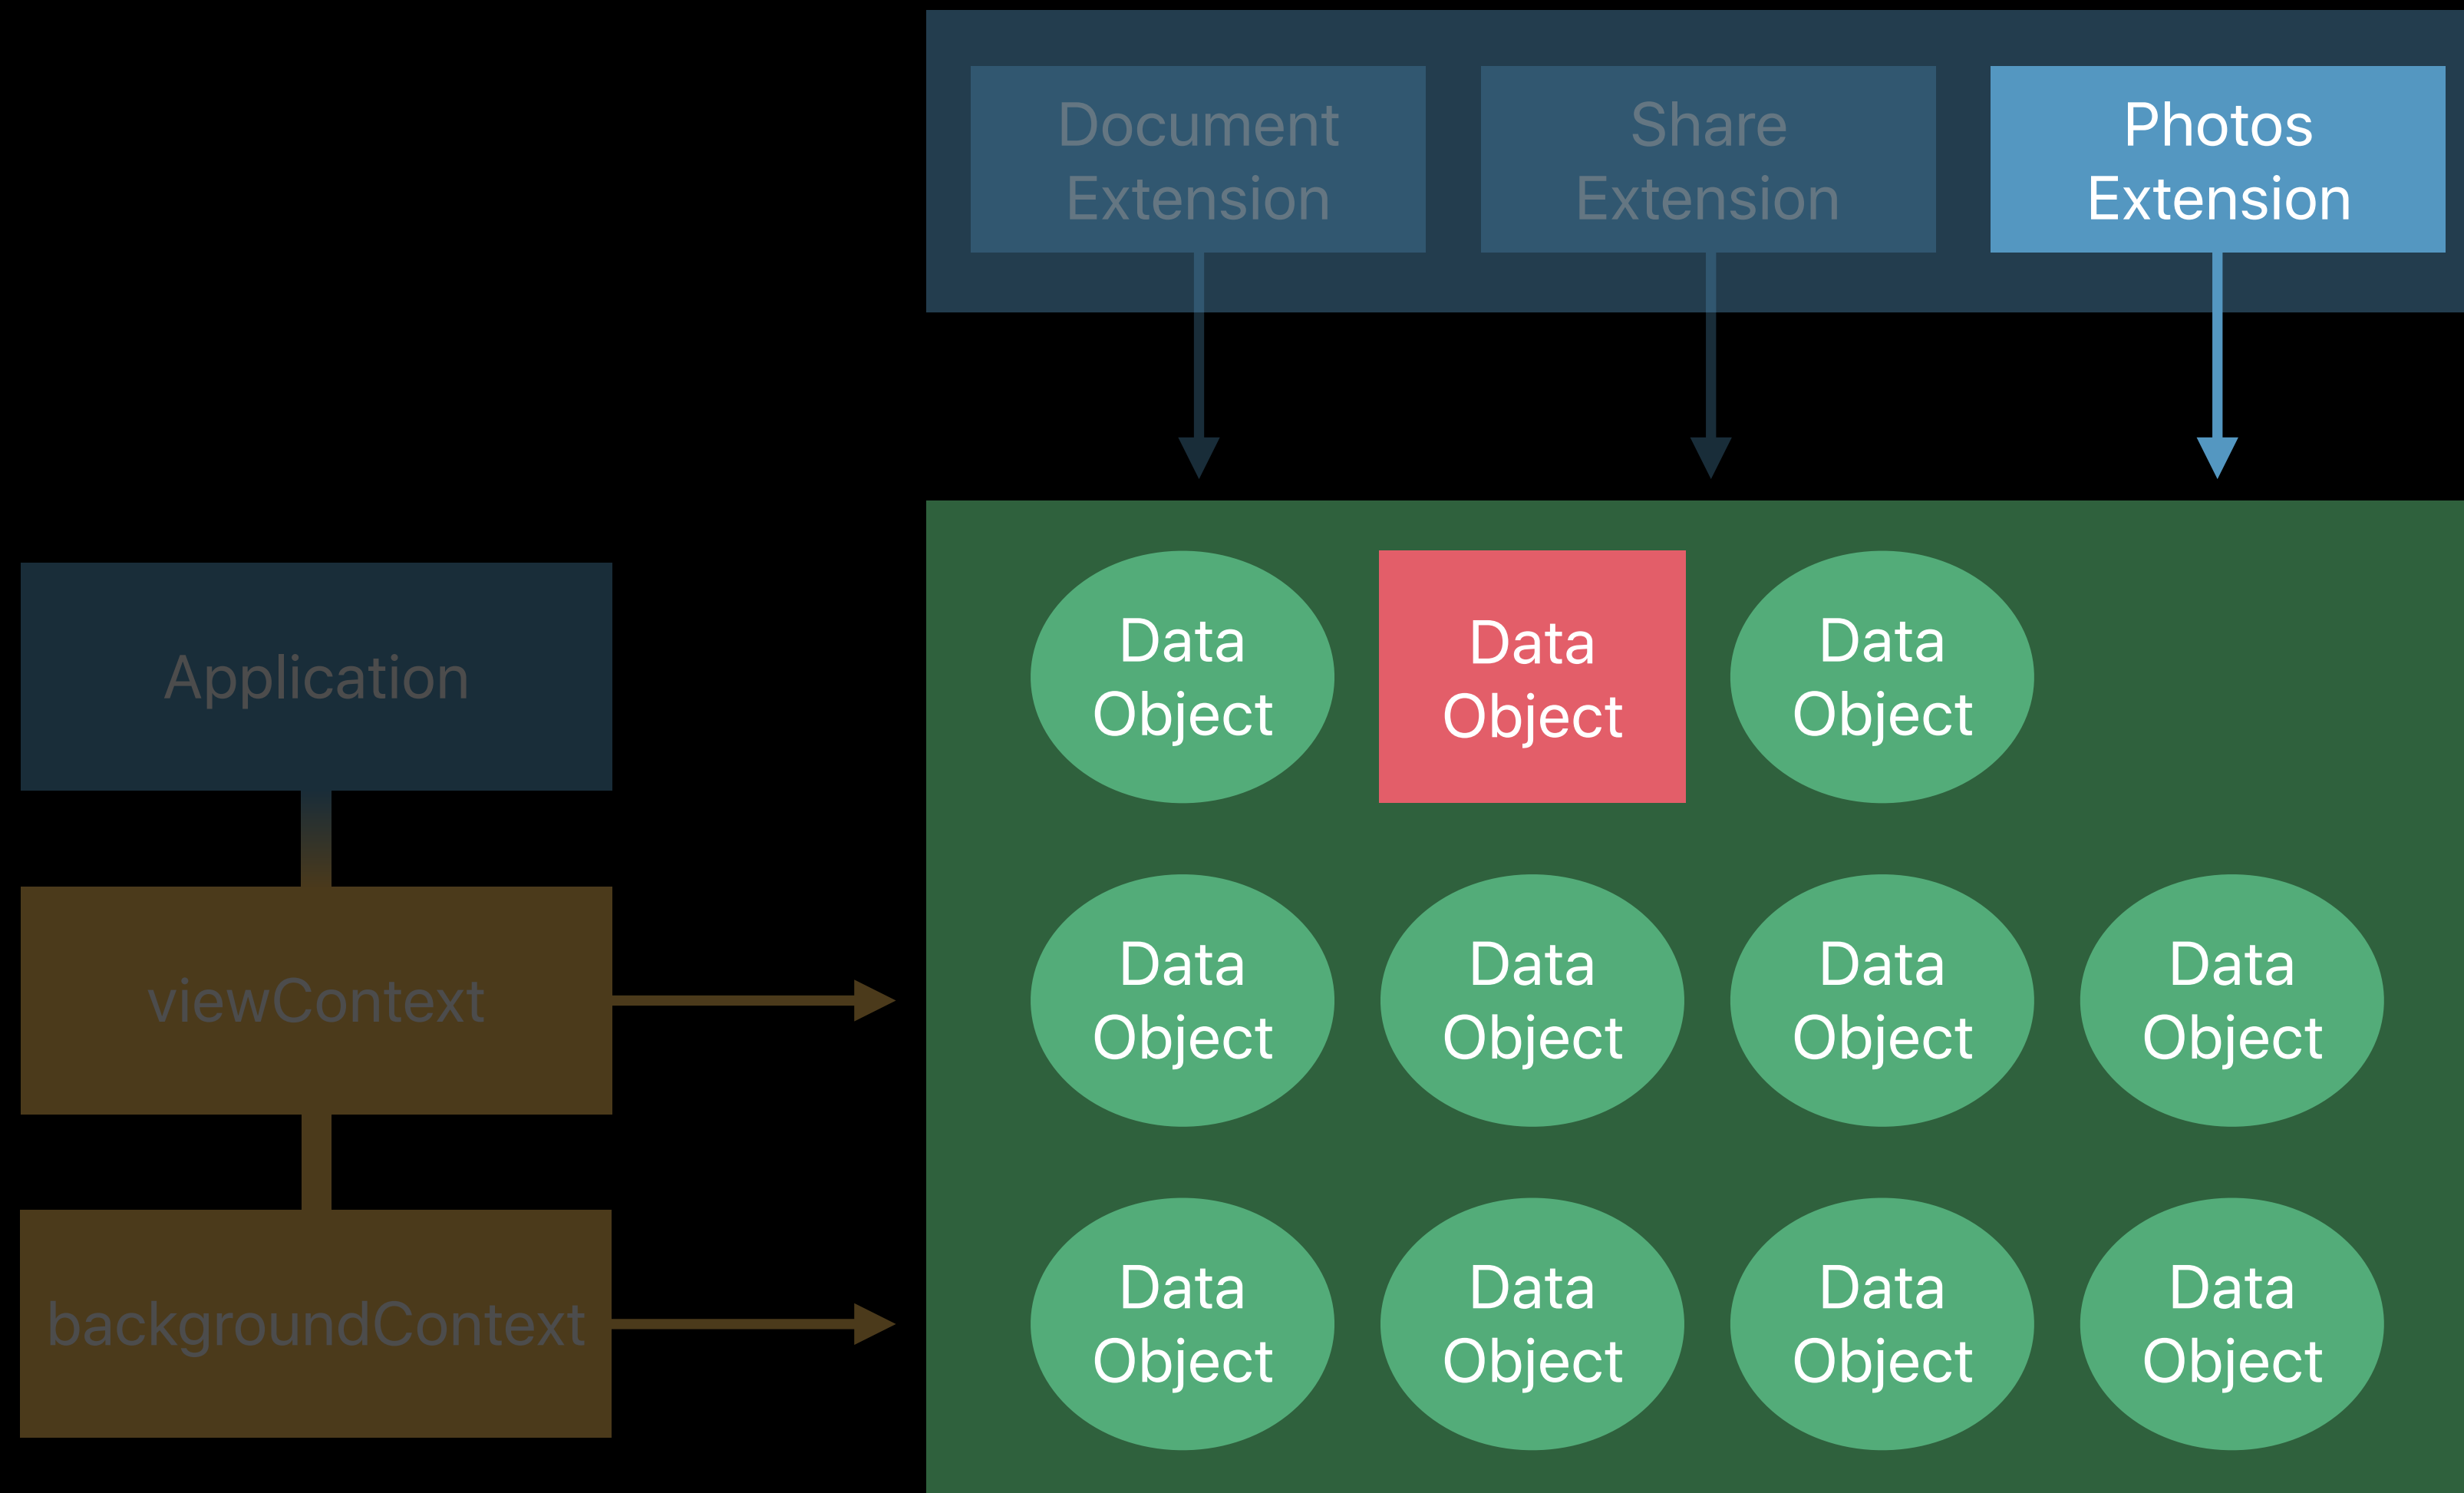 Document
Extension
Share
Extension
Photos
Extension
Application
viewContext
backgroundContext
Data
Object
Data
Object
Data
Object
Data
Object
Data
Object
Data
Object
Data
Object
Data
Object
Data
Object
Data
Object
Data
Object